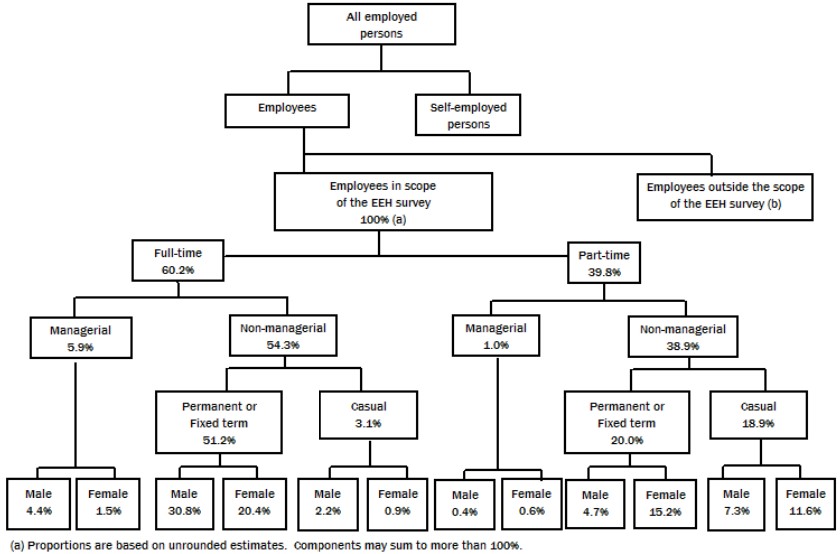 All employed
persons
Employees
Self-employed
persons
Employees in scope
of the EEH survey
100% (a)
Employees outside the scope
of the EEH survey (b)
Full-time
60.2%
Part-time
39.8%
Managerial
5.9%
Non-managerial
54.3%
Managerial
1.0%
Non-managerial
38.9%
Permanent or
Fixed term
51.2%
Casual
3.1%
Permanent or
Fixed term
20.0%
Casual
18.9%
Male
4.4%
Female
1.5%
Male
30.8%
Female
20.4%
Male
2.2%
Female
0.9%
Male
0.4%
Female
0.6%
Male
4.7%
Female
15.2%
Male
7.3%
Female
11.6%
(a) Proportions are based on unrounded estimates. Components may sum to more than 100%.